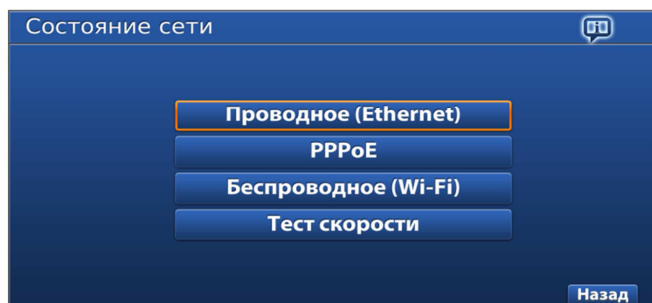 Состояние сети
Проводное (Ethernet)
PPPoE
Беспроводное (Wi-Fi)
Тест скорости
Назад